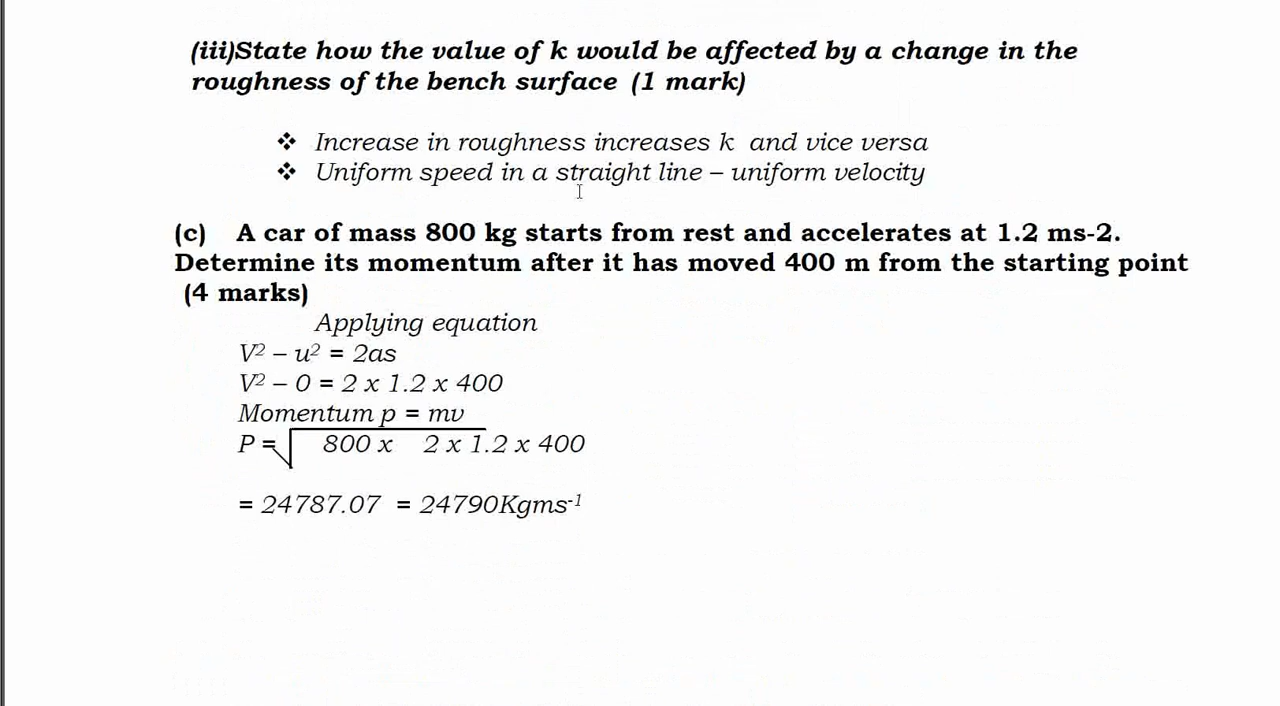 (iii)State how the value of k would be affected by a change in the
roughness of the bench surface (1 mark)
❖ Increase in roughness increases k and vice versa
❖ Uniform speed in a straight line – uniform velocity
(c) A car of mass 800 kg starts from rest and accelerates at 1.2 ms-2.
Determine its momentum after it has moved 400 m from the starting point
(4 marks)
Applying equation
V² – u² = 2as
V² – 0 = 2 x 1.2 x 400
Momentum p = mv
P = √ 800 x 2 x 1.2 x 400
= 24787.07 = 24790Kgms⁻¹